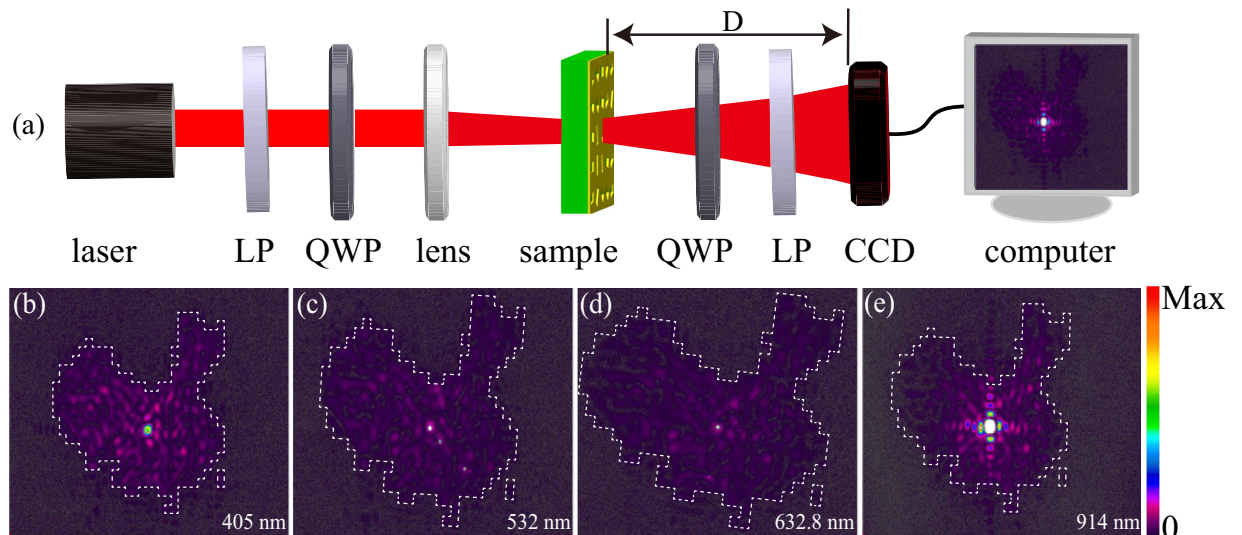 D
(a)
laser LP QWP lens sample QWP LP CCD computer
(b) (c) (d) (e) Max
405 nm 532 nm 632.8 nm 914 nm 0